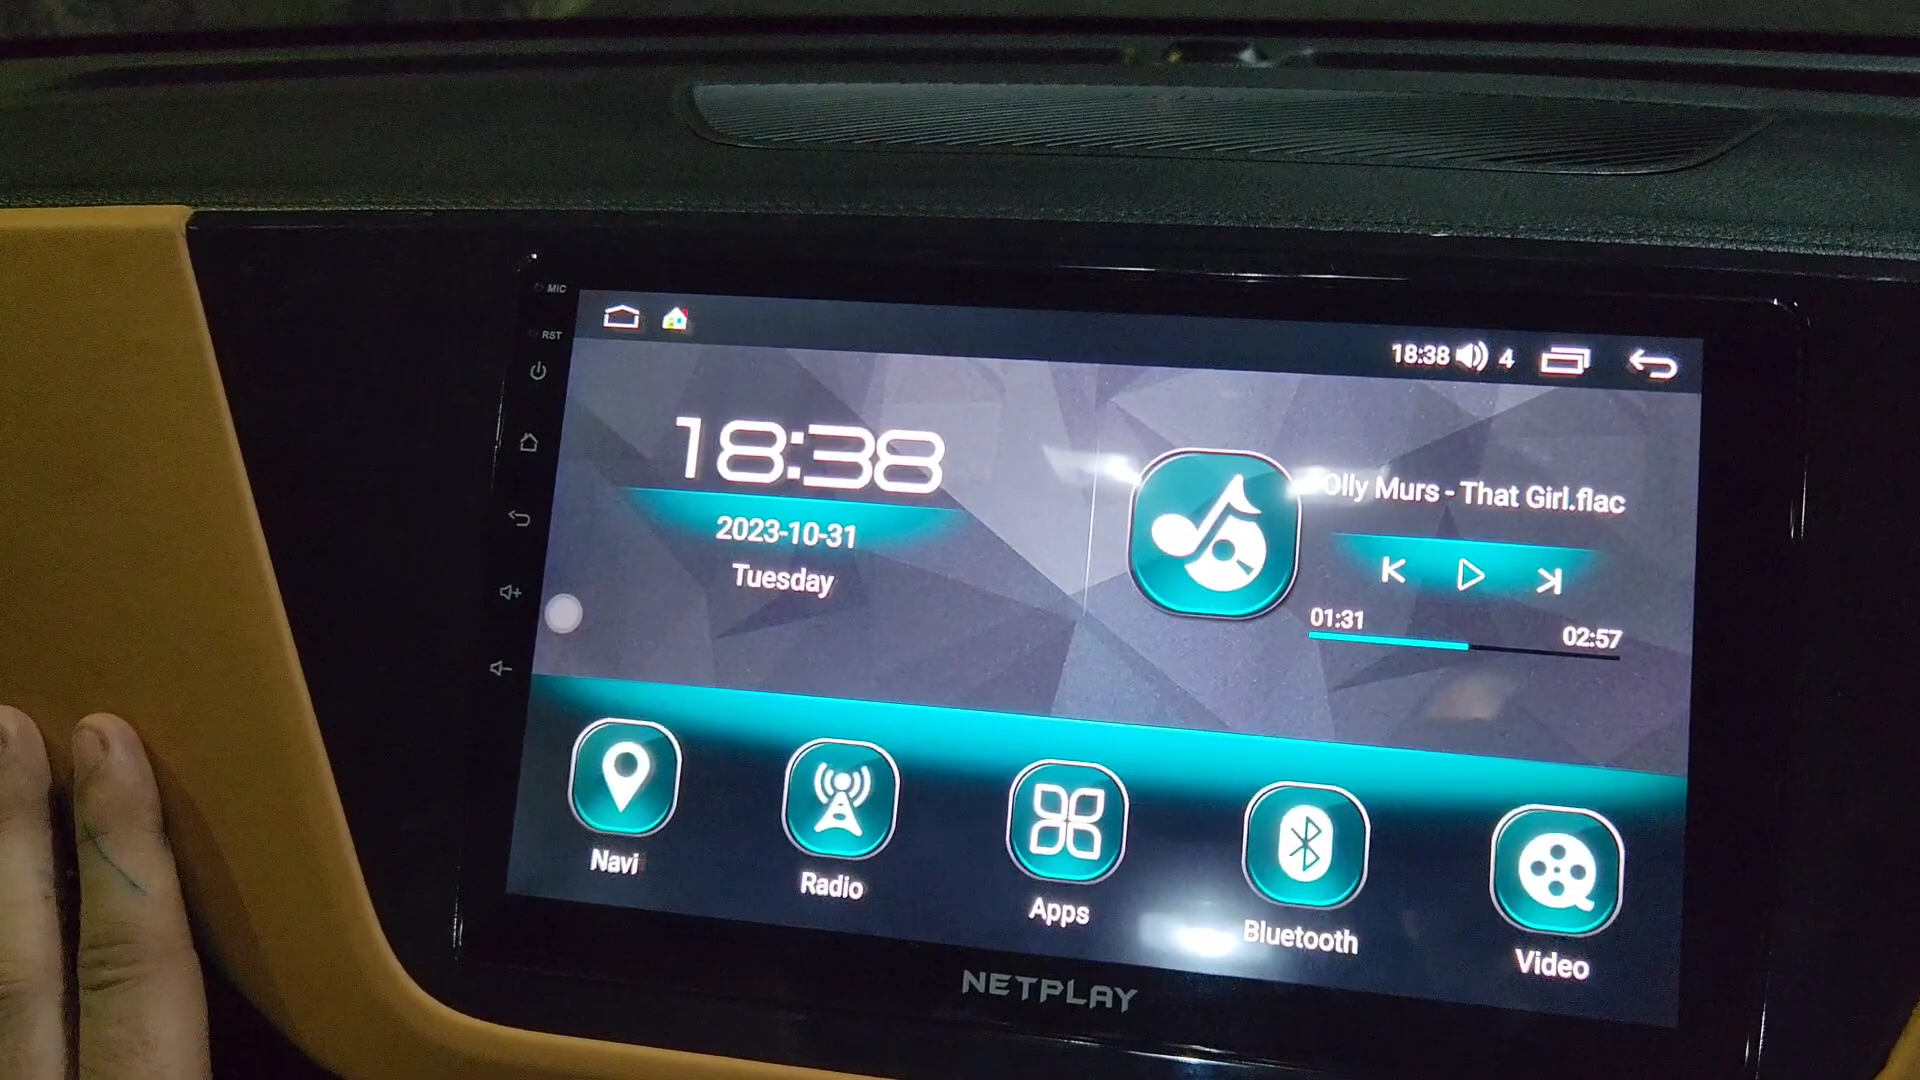 MIC
RST
18:38 4
18:38
2023-10-31
Tuesday
Olly Murs - That Girl.flac
01:31
02:57
Navi
Radio
Apps
Bluetooth
Video
NETPLAY